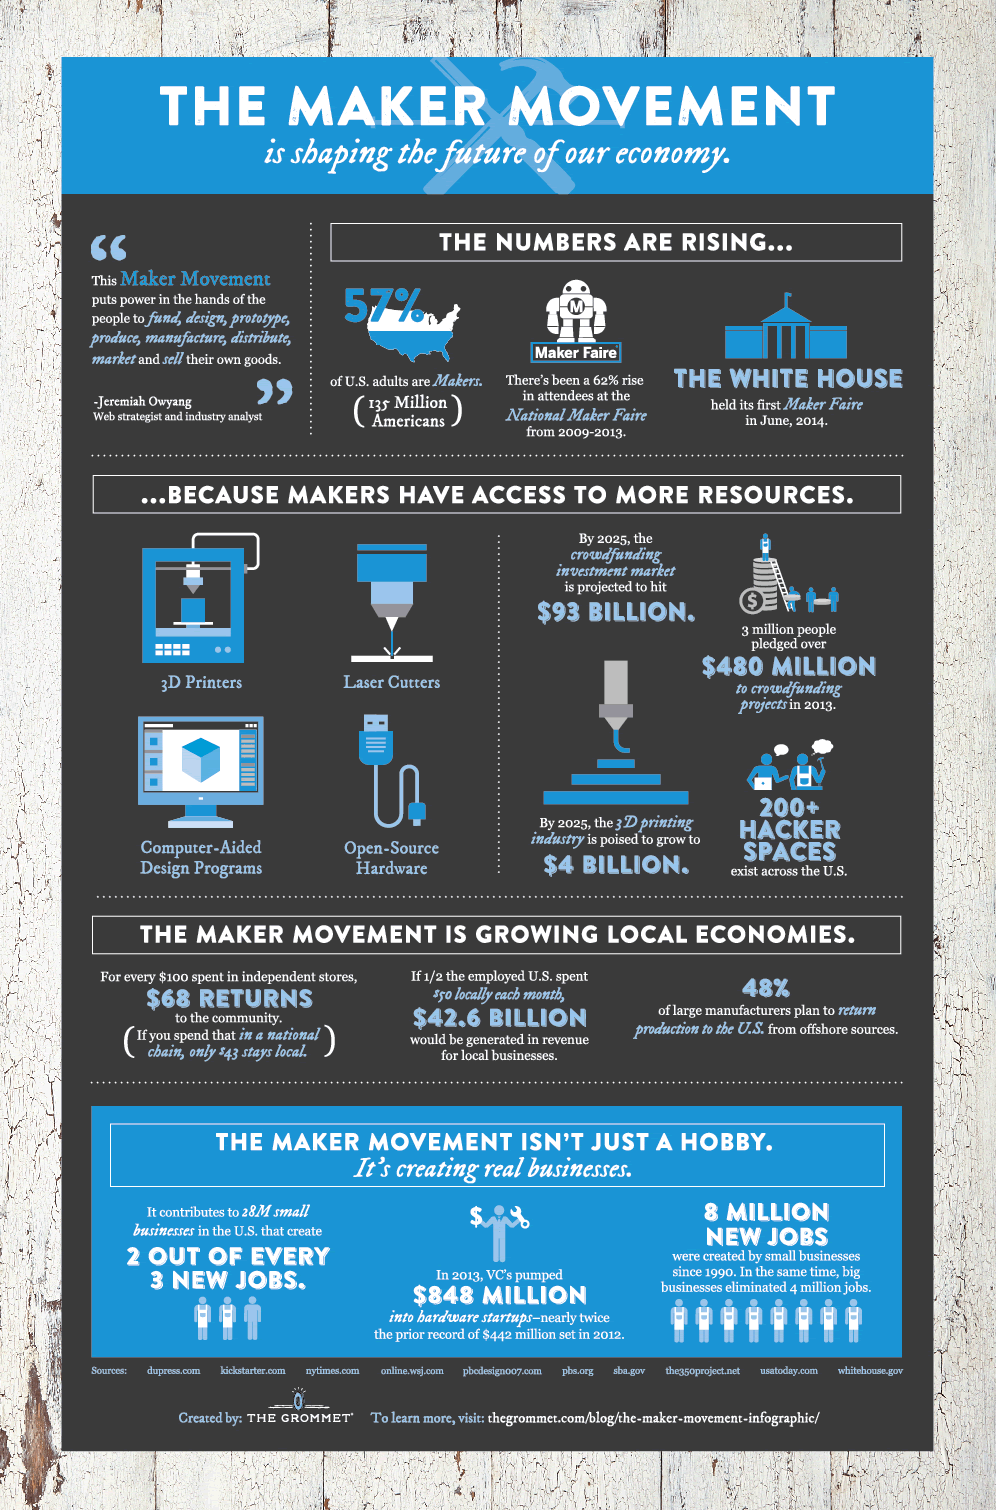 THE MAKER MOVEMENT
is shaping the future of our economy.
“
This Maker Movement
puts power in the hands of the
people to fund, design, prototype,
produce, manufacture, distribute,
market and sell their own goods.
”
-Jeremiah Owyang
Web strategist and industry analyst
THE NUMBERS ARE RISING...
57%
of U.S. adults are Makers.
(135 Million
Americans)
M
Maker Faire
There's been a 62% rise
in attendees at the
National Maker Faire
from 2009-2013.
THE WHITE HOUSE
held its first Maker Faire
in June, 2014.
...BECAUSE MAKERS HAVE ACCESS TO MORE RESOURCES.
3D Printers
Laser Cutters
Computer-Aided
Design Programs
Open-Source
Hardware
By 2025, the
crowdfunding
investment market
is projected to hit
$93 BILLION.
$
3 million people
pledged over
$480 MILLION
to crowdfunding
projects in 2013.
By 2025, the 3D printing
industry is poised to grow to
$4 BILLION.
200+
HACKER
SPACES
exist across the U.S.
THE MAKER MOVEMENT IS GROWING LOCAL ECONOMIES.
For every $100 spent in independent stores,
$68 RETURNS
to the community.
(If you spend that in a national
chain, only $43 stays local.)
If 1/2 the employed U.S. spent
$50 locally each month,
$42.6 BILLION
would be generated in revenue
for local businesses.
48%
of large manufacturers plan to return
production to the U.S. from offshore sources.
THE MAKER MOVEMENT ISN'T JUST A HOBBY.
It's creating real businesses.
It contributes to 28M small
businesses in the U.S. that create
2 OUT OF EVERY
3 NEW JOBS.
$
In 2013, VC's pumped
$848 MILLION
into hardware startups–nearly twice
the prior record of $442 million set in 2012.
8 MILLION
NEW JOBS
were created by small businesses
since 1990. In the same time, big
businesses eliminated 4 million jobs.
Sources: dupress.com kickstarter.com nytimes.com online.wsj.com pbcdesign007.com pbs.org sba.gov the350project.net usatoday.com whitehouse.gov
Created by: THE GROMMET® To learn more, visit: thegrommet.com/blog/the-maker-movement-infographic/